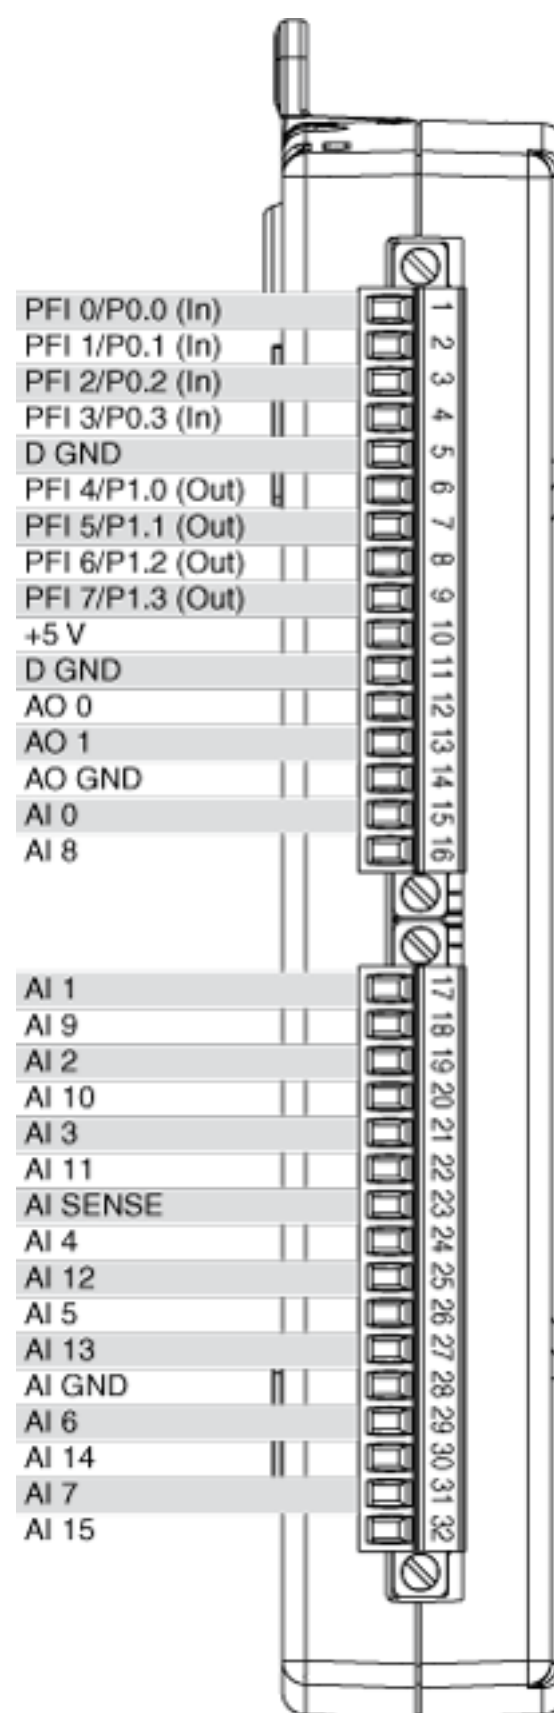 PFI 0/P0.0 (In) 1
PFI 1/P0.1 (In) 2
PFI 2/P0.2 (In) 3
PFI 3/P0.3 (In) 4
D GND 5
PFI 4/P1.0 (Out) 6
PFI 5/P1.1 (Out) 7
PFI 6/P1.2 (Out) 8
PFI 7/P1.3 (Out) 9
+5 V 10
D GND 11
AO 0 12
AO 1 13
AO GND 14
AI 0 15
AI 8 16
AI 1 17
AI 9 18
AI 2 19
AI 10 20
AI 3 21
AI 11 22
AI SENSE 23
AI 4 24
AI 12 25
AI 5 26
AI 13 27
AI GND 28
AI 6 29
AI 14 30
AI 7 31
AI 15 32